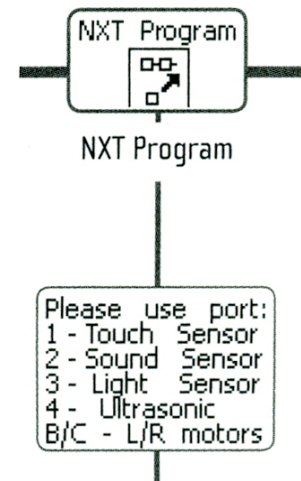 NXT Program
NXT Program
Please use port:
1 - Touch Sensor
2 - Sound Sensor
3 - Light Sensor
4 - Ultrasonic
B/C - L/R motors